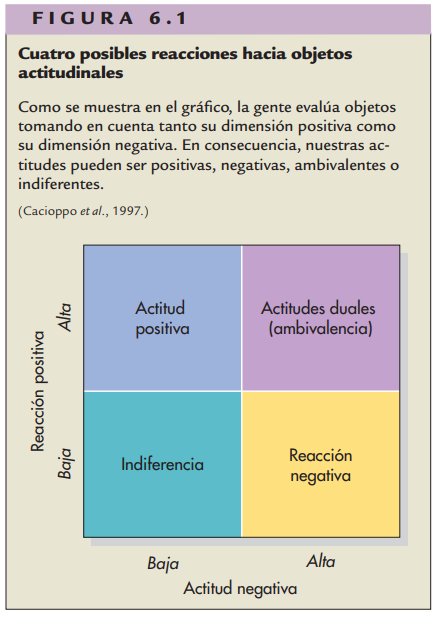 FIGURA 6.1
Cuatro posibles reacciones hacia objetos
actitudinales
Como se muestra en el gráfico, la gente evalúa objetos
tomando en cuenta tanto su dimensión positiva como
su dimensión negativa. En consecuencia, nuestras ac-
titudes pueden ser positivas, negativas, ambivalentes o
indiferentes.
(Cacioppo et al., 1997.)
Reacción positiva
Alta
Baja
Actitud
positiva
Actitudes duales
(ambivalencia)
Indiferencia
Reacción
negativa
Baja
Alta
Actitud negativa